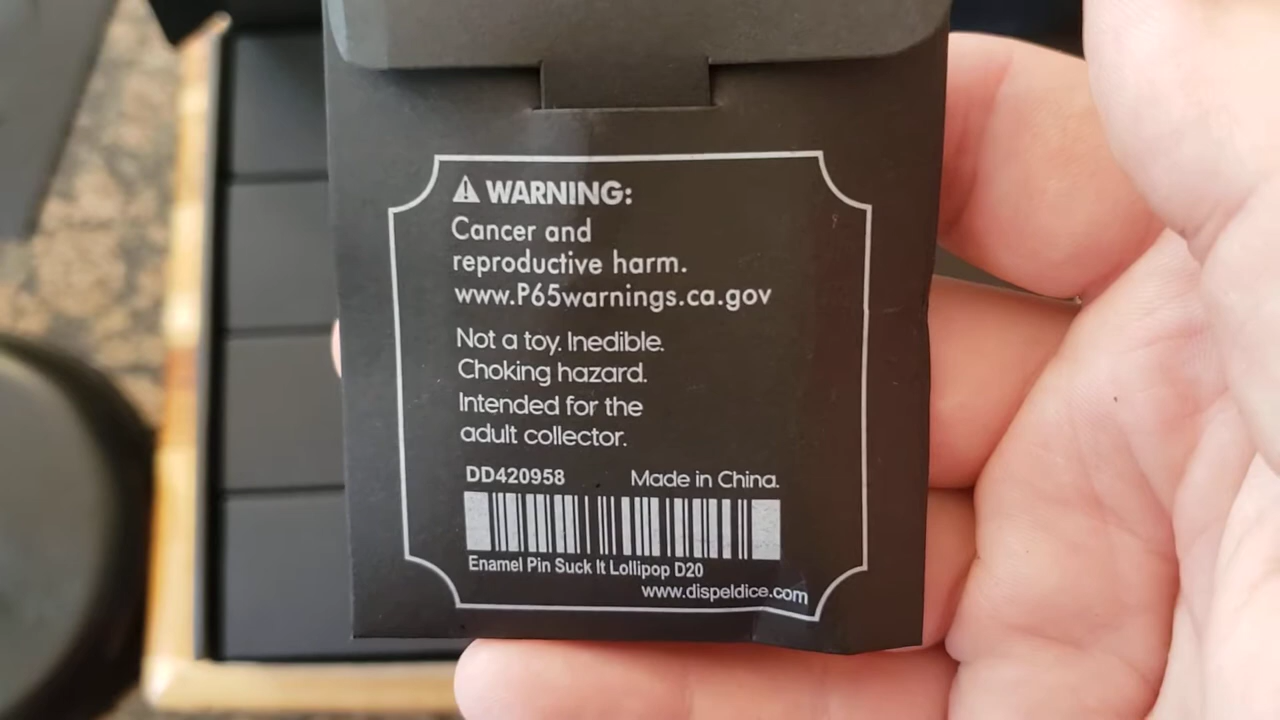 ⚠ WARNING:
Cancer and
reproductive harm.
www.P65warnings.ca.gov
Not a toy. Inedible.
Choking hazard.
Intended for the
adult collector.
DD420958 Made in China.
Enamel Pin Suck It Lollipop D20
www.dispeldice.com